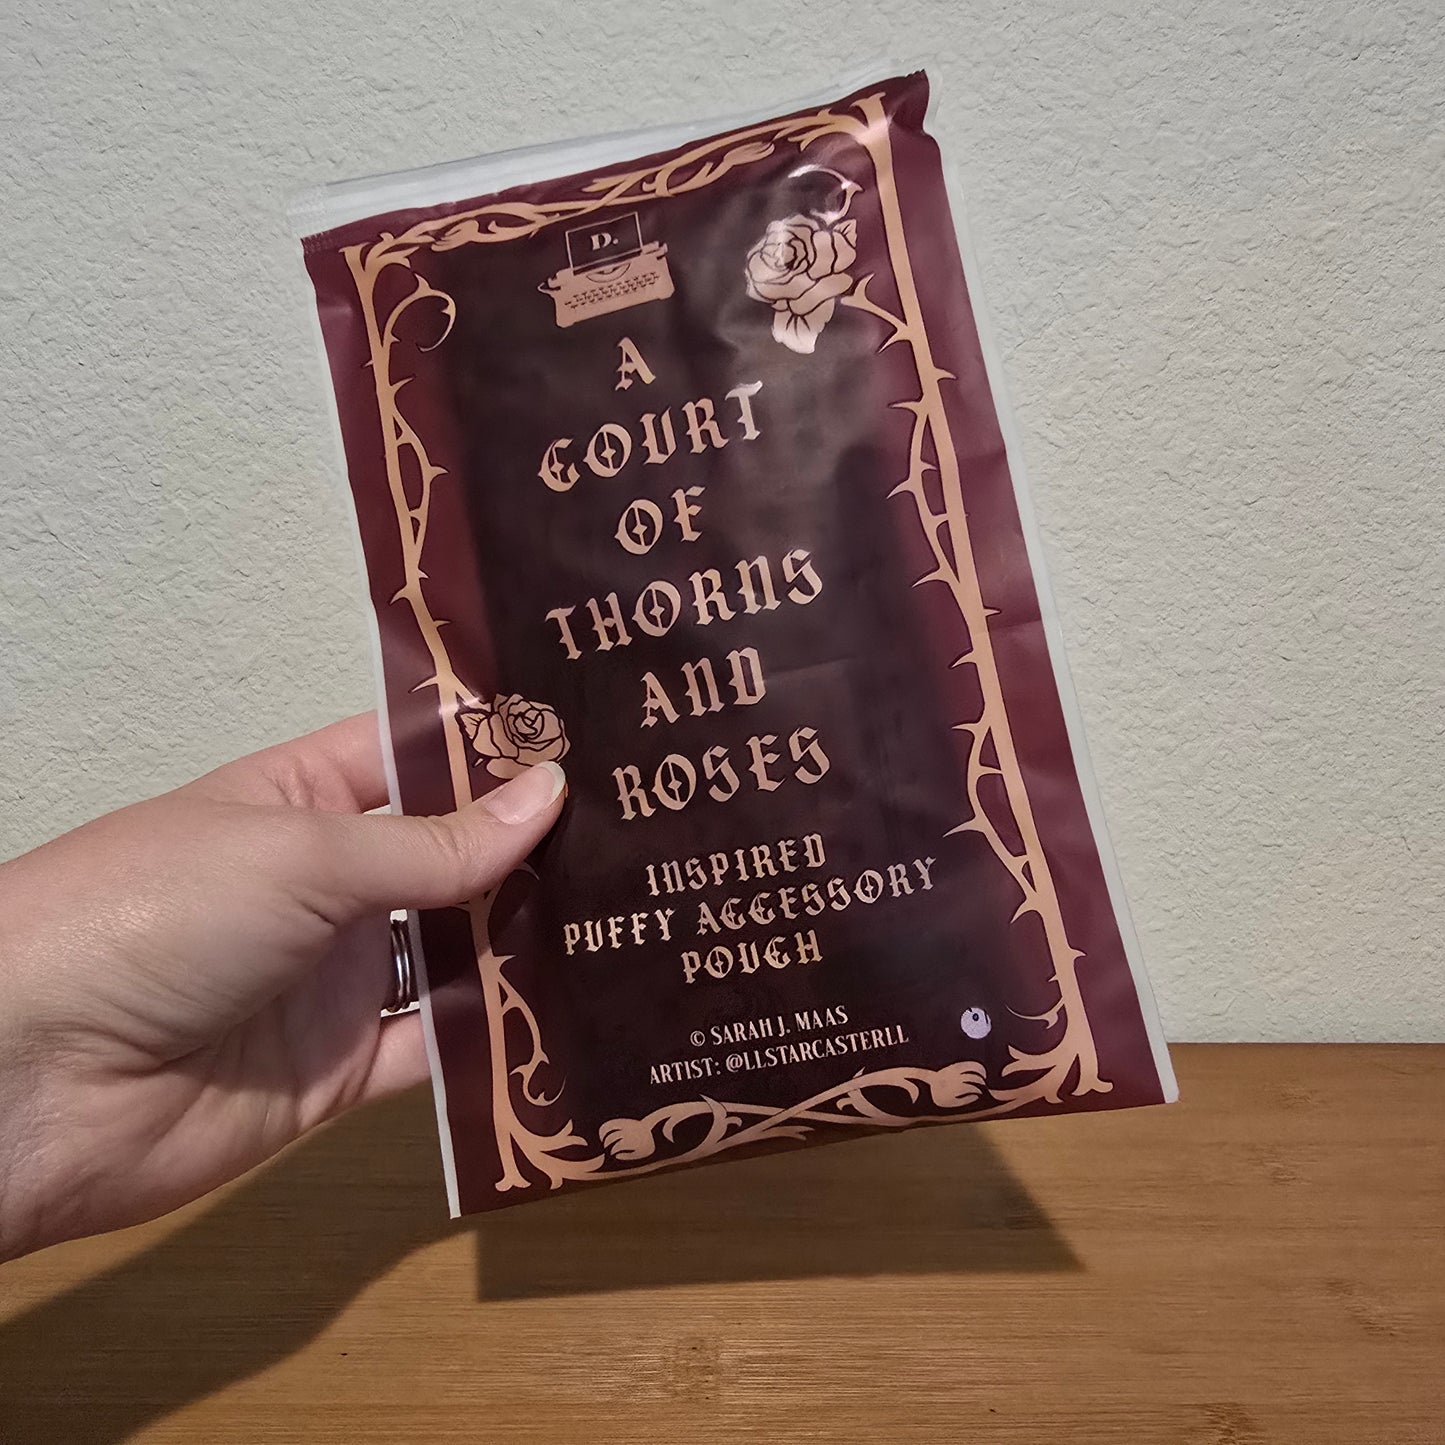 D.
A
COURT
OF
THORNS
AND
ROSES
INSPIRED
PUFFY ACCESSORY
POUCH
© SARAH J. MAAS
ARTIST: @LLSTARCASTERLL